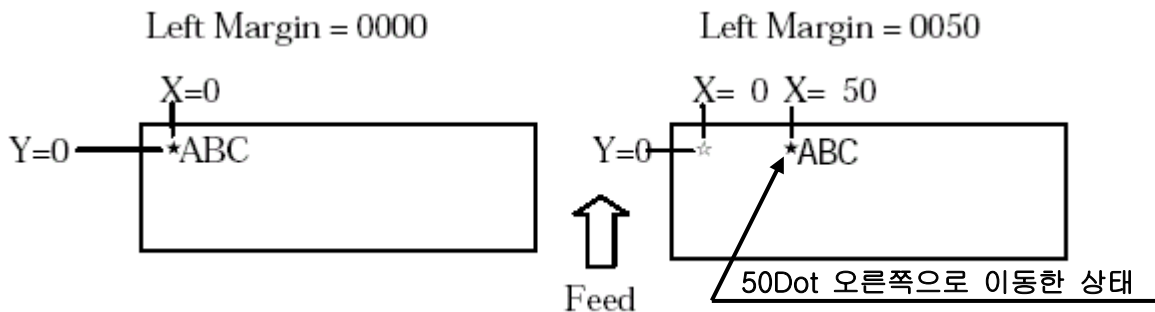 Left Margin = 0000
X=0
Y=0
★ABC
Left Margin = 0050
X= 0 X= 50
Y=0
☆ ★ABC
Feed
50Dot 오른쪽으로 이동한 상태